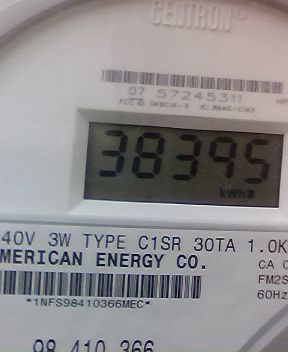 CENTRON
07 57245311
38395
kWh
40V 3W TYPE C1SR 30TA 1.0K
MERICAN ENERGY CO.
CA 0
FM2S
60Hz
*1NFS98410366MEC*
98 410 366